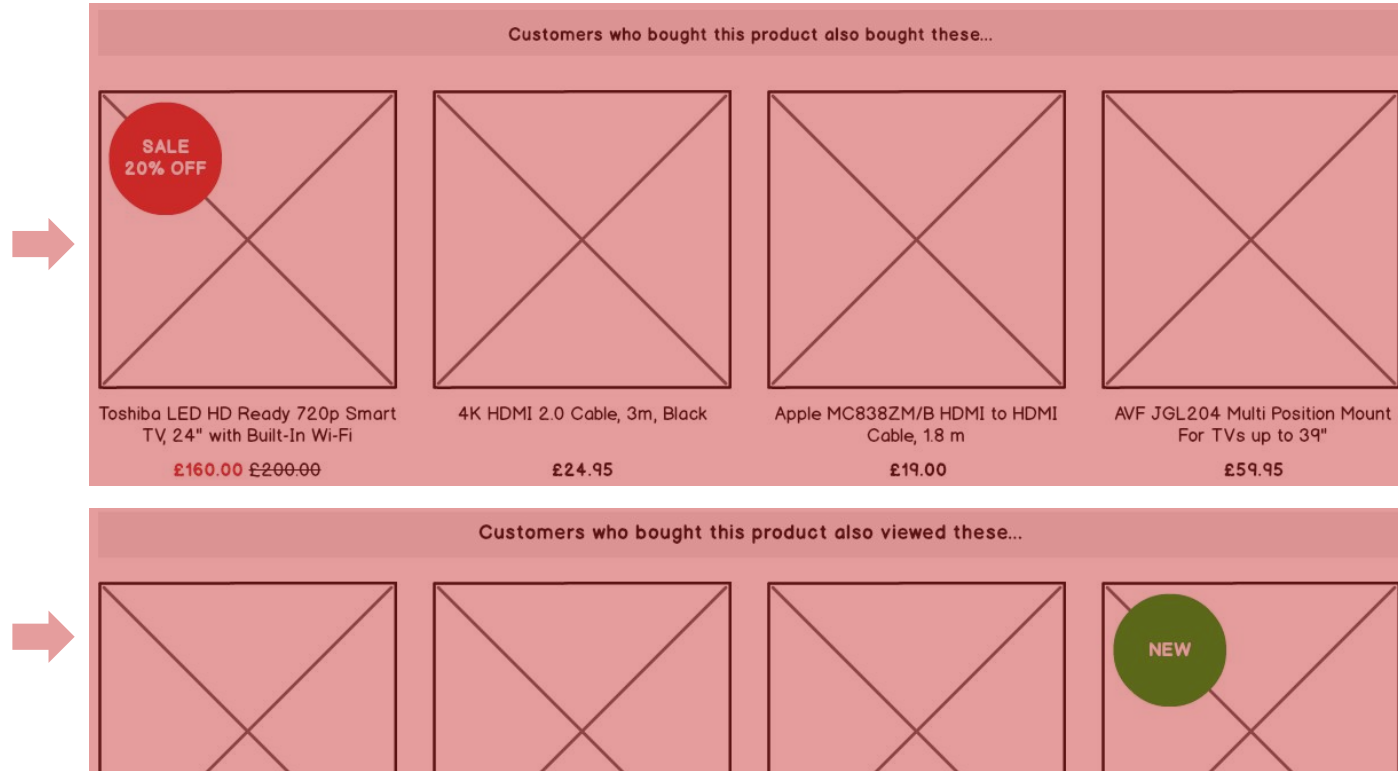 Customers who bought this product also bought these...
SALE
20% OFF
Toshiba LED HD Ready 720p Smart
TV, 24" with Built-In Wi-Fi
£160.00 £200.00
4K HDMI 2.0 Cable, 3m, Black
£24.95
Apple MC838ZM/B HDMI to HDMI
Cable, 1.8 m
£19.00
AVF JGL204 Multi Position Mount
For TVs up to 39"
£59.95
Customers who bought this product also viewed these...
NEW